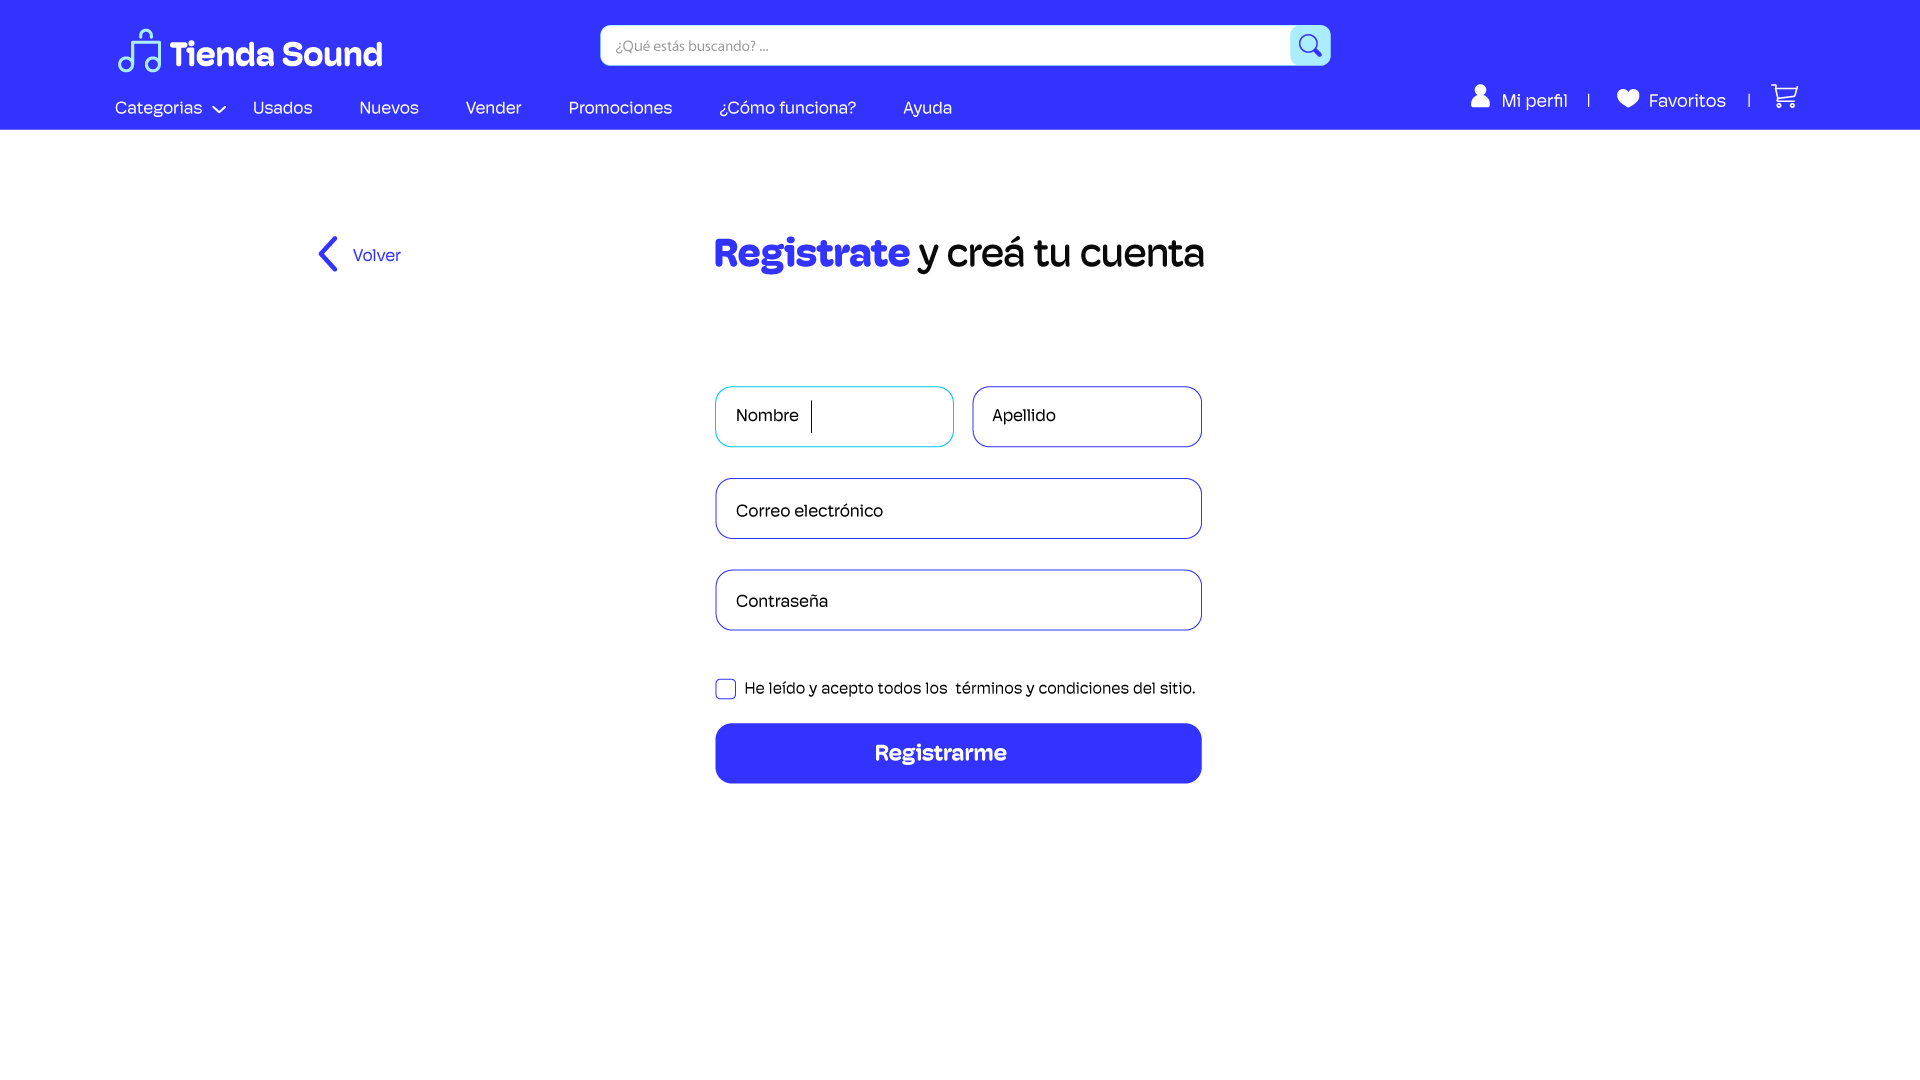 Tienda Sound
¿Qué estás buscando? ...
Categorias
Usados
Nuevos
Vender
Promociones
¿Cómo funciona?
Ayuda
Mi perfil | Favoritos |
Volver
Registrate y creá tu cuenta
Nombre
Apellido
Correo electrónico
Contraseña
He leído y acepto todos los  términos y condiciones del sitio.
Registrarme